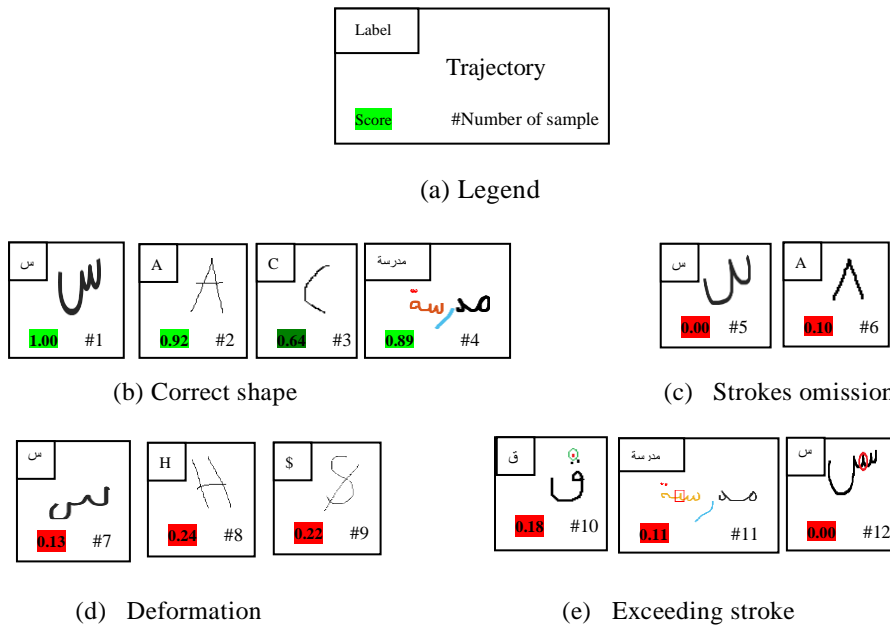 Label
Trajectory
Score #Number of sample
(a) Legend
س A C مدرسة س A
س A مدرسة
1.00 #1 0.92 #2 0.64 #3 0.89 #4 0.00 #5 0.10 #6
(b) Correct shape (c) Strokes omission
س H $ ق مدرسة س
H ق
0.13 #7 0.24 #8 0.22 #9 0.18 #10 0.11 #11 0.00 #12
(d) Deformation (e) Exceeding stroke